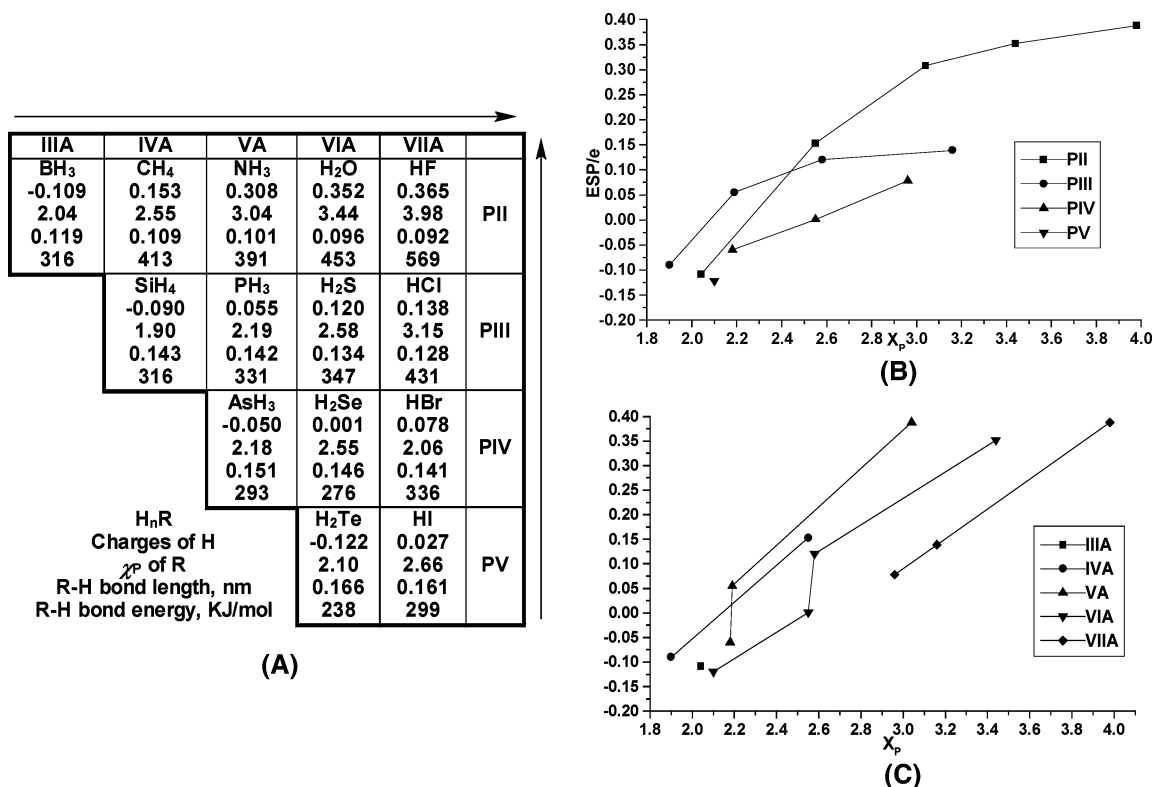 IIIA IVA VA VIA VIIA
BH₃ CH₄ NH₃ H₂O HF
-0.109 0.153 0.308 0.352 0.365
2.04 2.55 3.04 3.44 3.98 PII
0.119 0.109 0.101 0.096 0.092
316 413 391 453 569
SiH₄ PH₃ H₂S HCl
-0.090 0.055 0.120 0.138
1.90 2.19 2.58 3.15 PIII
0.143 0.142 0.134 0.128
316 331 347 431
AsH₃ H₂Se HBr
-0.050 0.001 0.078
2.18 2.55 2.06 PIV
0.151 0.146 0.141
293 276 336
HₙR H₂Te HI
Charges of H -0.122 0.027
χᴾ of R 2.10 2.66 PV
R-H bond length, nm 0.166 0.161
R-H bond energy, KJ/mol 238 299
(A)
0.40
0.35
0.30
0.25
0.20
0.15
0.10
0.05
0.00
-0.05
-0.10
-0.15
-0.20
ESP/e
PII
PIII
PIV
PV
1.8 2.0 2.2 2.4 2.6 2.8 3.0 3.2 3.4 3.6 3.8 4.0
Xₚ
(B)
0.40
0.35
0.30
0.25
0.20
0.15
0.10
0.05
0.00
-0.05
-0.10
-0.15
-0.20
IIIA
IVA
VA
VIA
VIIA
1.8 2.0 2.2 2.4 2.6 2.8 3.0 3.2 3.4 3.6 3.8 4.0
Xₚ
(C)